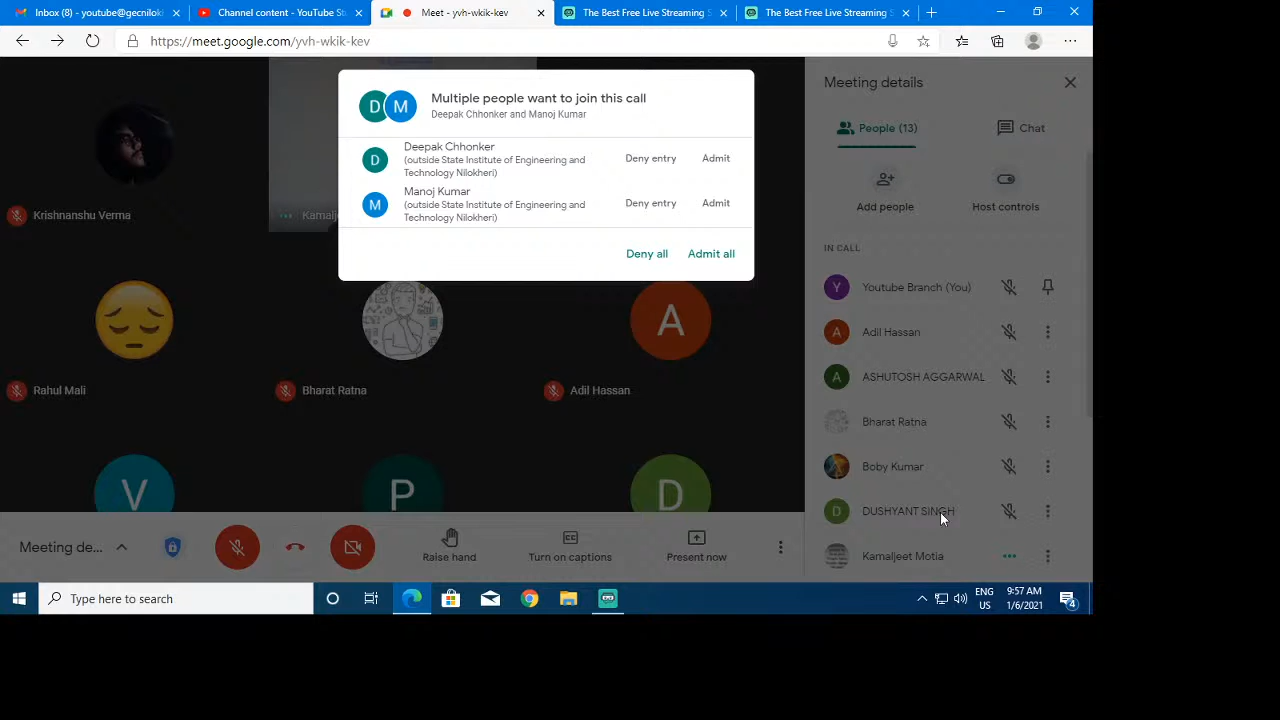 Inbox (8) - youtube@gecnilok
Channel content - YouTube St
Meet - yvh-wkik-kev
The Best Free Live Streaming S
The Best Free Live Streaming S
https://meet.google.com/yvh-wkik-kev
Multiple people want to join this call
Deepak Chhonker and Manoj Kumar
D
M
D
Deepak Chhonker
(outside State Institute of Engineering and
Technology Nilokheri)
Deny entry
Admit
M
Manoj Kumar
(outside State Institute of Engineering and
Technology Nilokheri)
Deny entry
Admit
Deny all
Admit all
Krishnanshu Verma
Kamalj
Rahul Mali
Bharat Ratna
A
Adil Hassan
V
P
D
Meeting details
People (13)
Chat
Add people
Host controls
IN CALL
Y
Youtube Branch (You)
A
Adil Hassan
A
ASHUTOSH AGGARWAL
Bharat Ratna
Boby Kumar
D
DUSHYANT SINGH
Kamaljeet Motia
Meeting de...
Raise hand
CC
Turn on captions
Present now
Type here to search
ENG
US
9:57 AM
1/6/2021
4